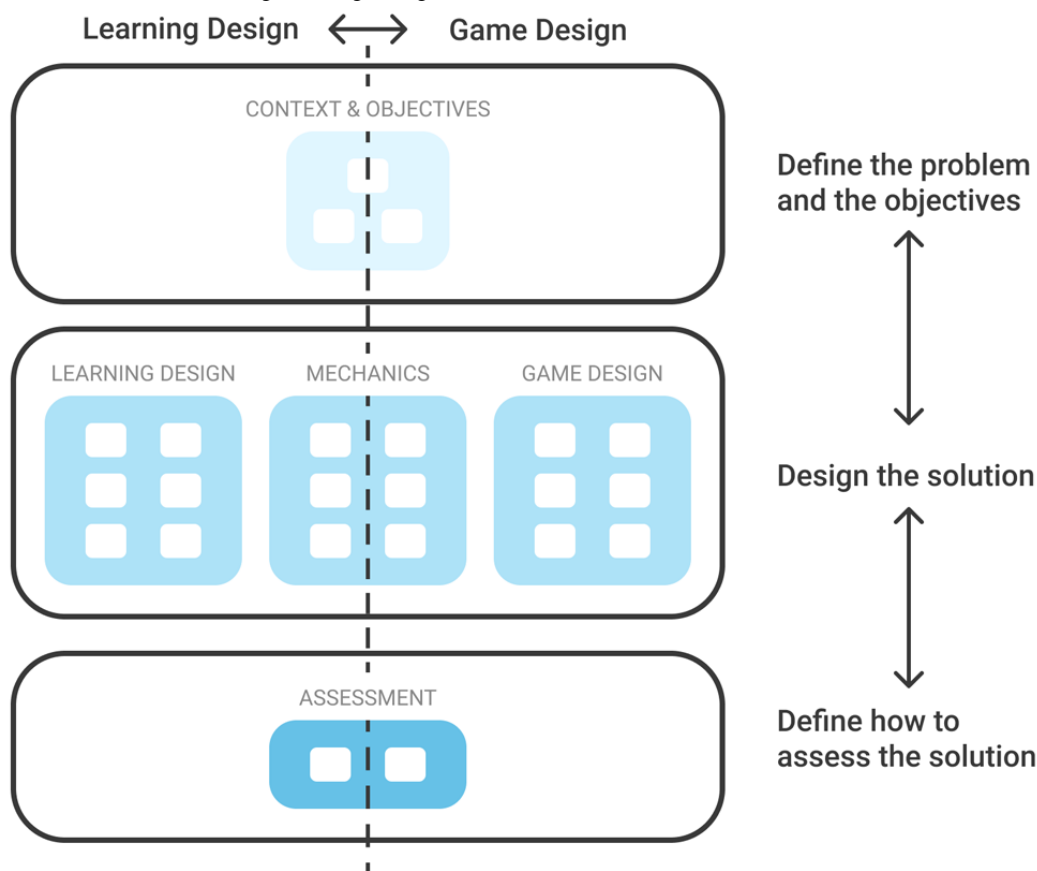 Learning Design Game Design
CONTEXT & OBJECTIVES
Define the problem
and the objectives
LEARNING DESIGN MECHANICS GAME DESIGN
Design the solution
ASSESSMENT
Define how to
assess the solution